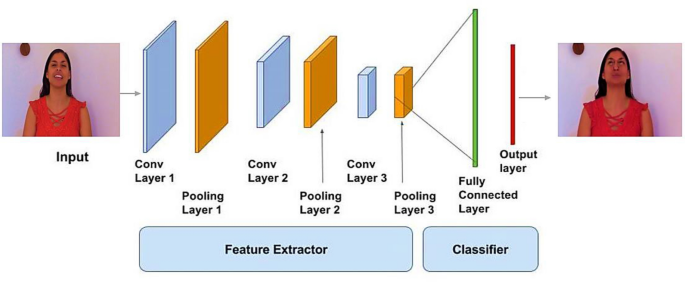 Input
Conv
Layer 1
Pooling
Layer 1
Conv
Layer 2
Pooling
Layer 2
Conv
Layer 3
Pooling
Layer 3
Fully
Connected
Layer
Output
layer
Feature Extractor
Classifier